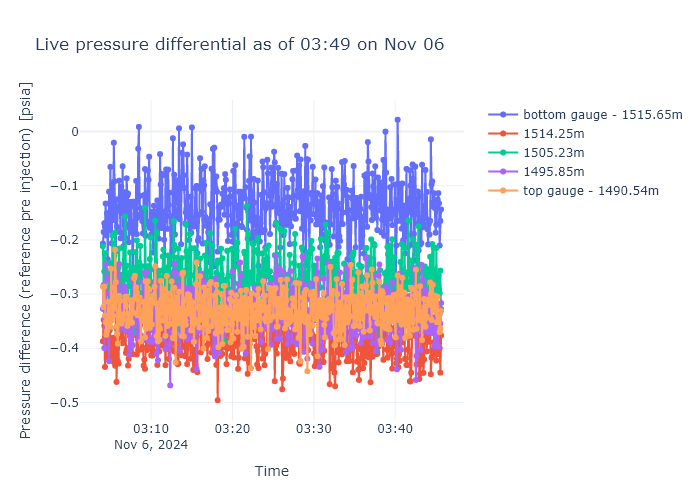 Live pressure differential as of 03:49 on Nov 06
Pressure difference (reference pre injection) [psia]
0
−0.1
−0.2
−0.3
−0.4
−0.5
03:10
Nov 6, 2024
03:20
03:30
03:40
Time
bottom gauge - 1515.65m
1514.25m
1505.23m
1495.85m
top gauge - 1490.54m